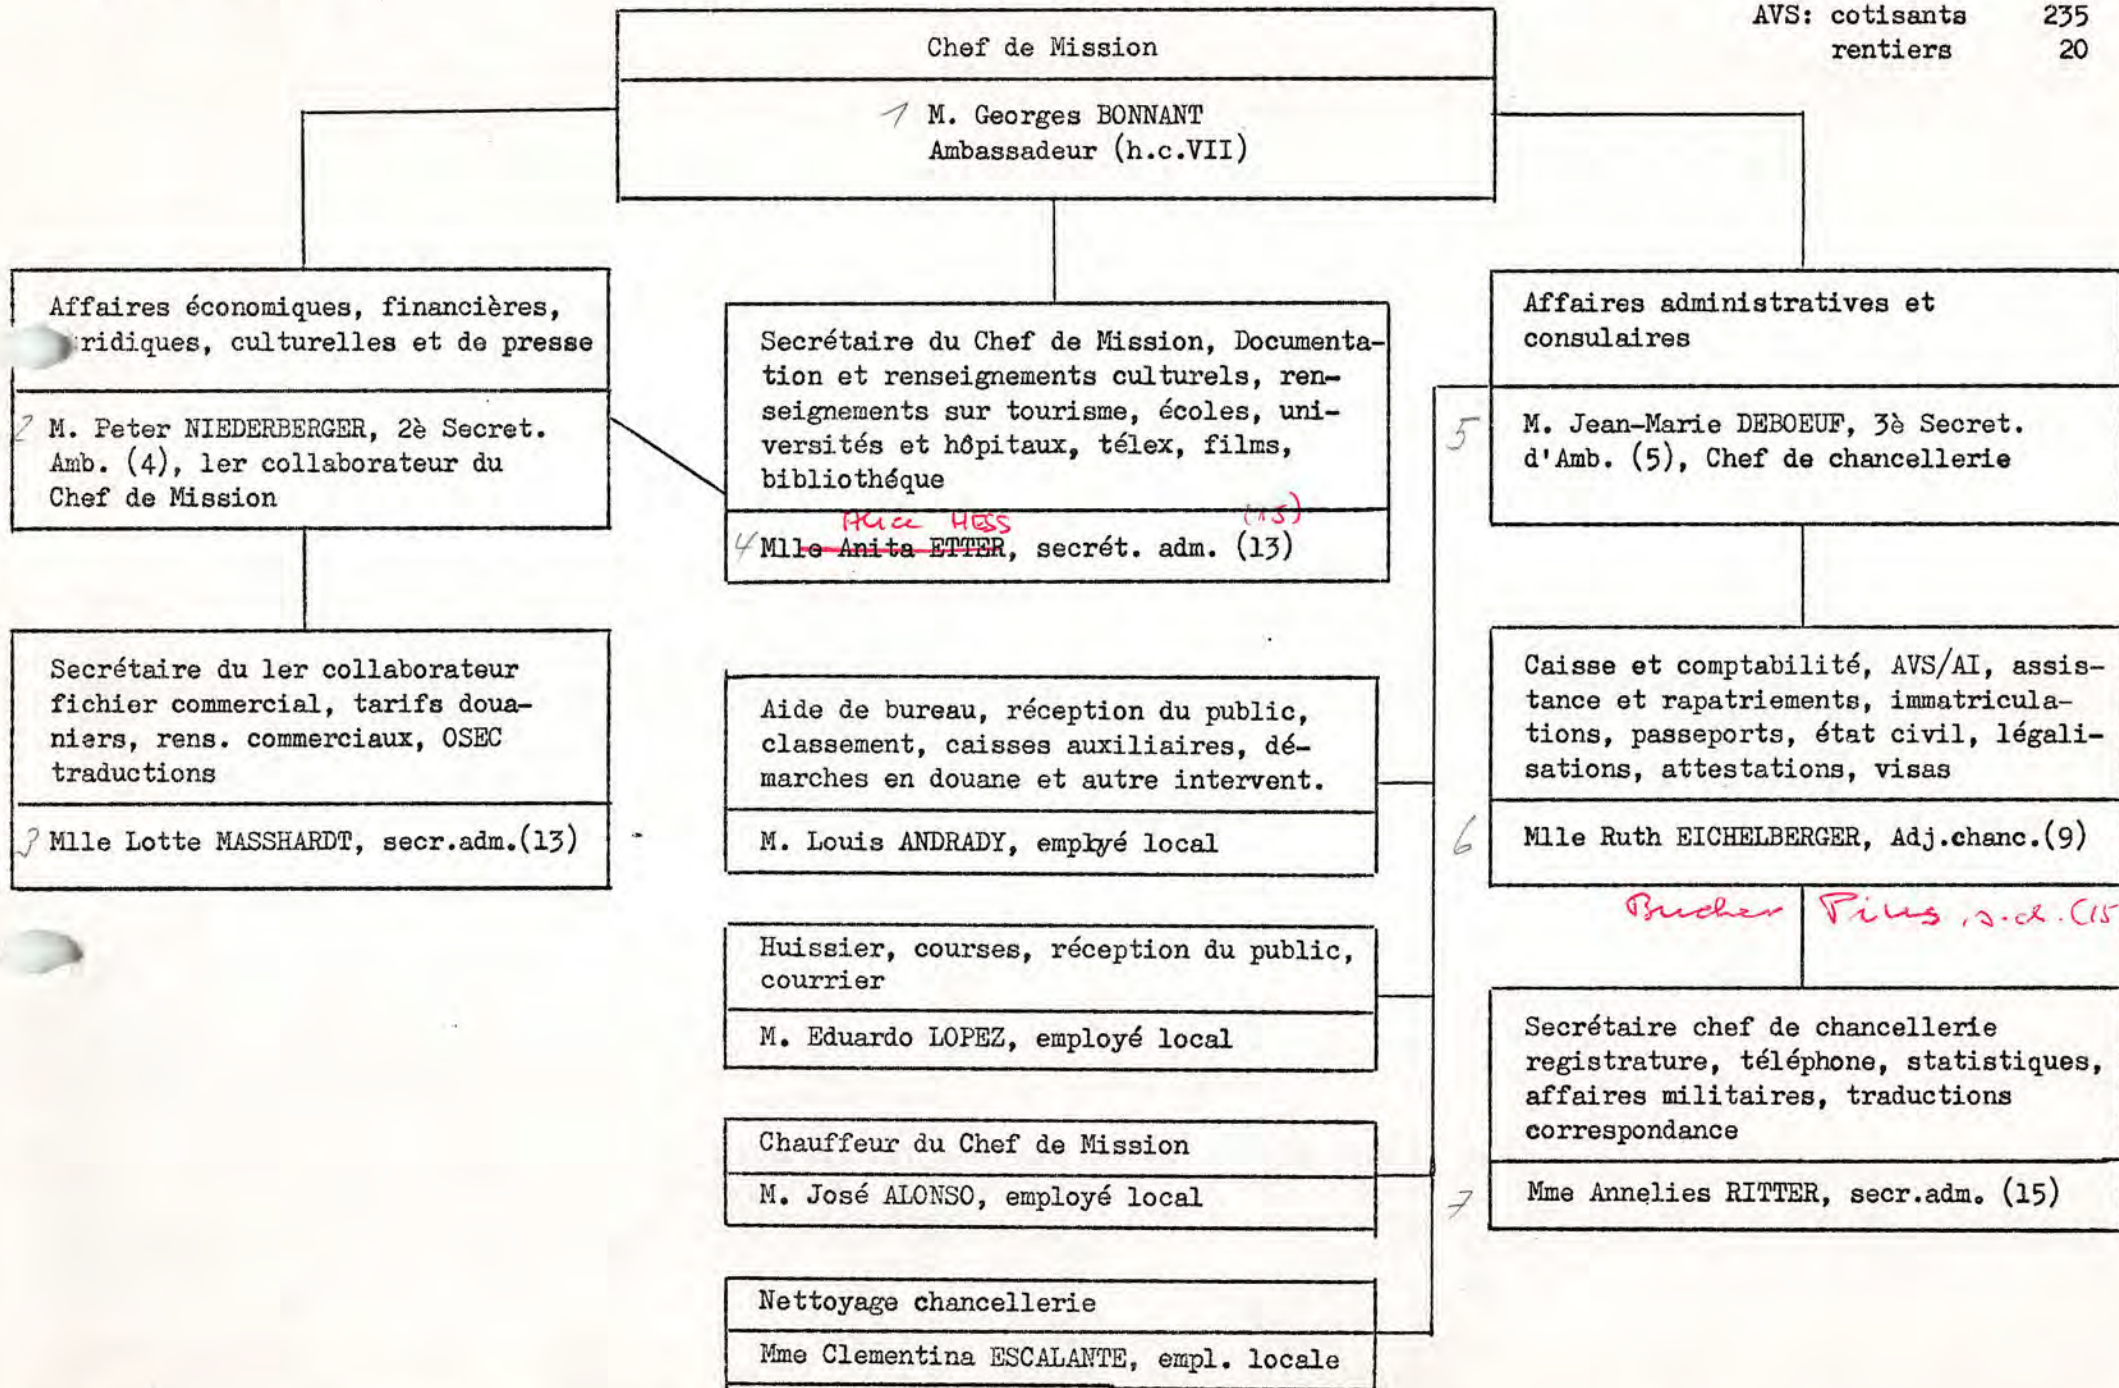 AVS: cotisants 235
rentiers 20
Chef de Mission
1 M. Georges BONNANT
Ambassadeur (h.c.VII)
Affaires économiques, financières,
ridiques, culturelles et de presse
2 M. Peter NIEDERBERGER, 2è Secret.
Amb. (4), 1er collaborateur du
Chef de Mission
Secrétaire du 1er collaborateur
fichier commercial, tarifs doua-
niers, rens. commerciaux, OSEC
traductions
3 Mlle Lotte MASSHARDT, secr.adm.(13)
Secrétaire du Chef de Mission, Documenta-
tion et renseignements culturels, ren-
seignements sur tourisme, écoles, uni-
versités et hôpitaux, télex, films,
bibliothéque
Alice HESS (15)
4 Mlle Anita ETTER, secrét. adm. (13)
Aide de bureau, réception du public,
classement, caisses auxiliaires, dé-
marches en douane et autre intervent.
M. Louis ANDRADY, employé local
Huissier, courses, réception du public,
courrier
M. Eduardo LOPEZ, employé local
Chauffeur du Chef de Mission
M. José ALONSO, employé local
Nettoyage chancellerie
Mme Clementina ESCALANTE, empl. locale
Affaires administratives et
consulaires
5 M. Jean-Marie DEBOEUF, 3è Secret.
d'Amb. (5), Chef de chancellerie
Caisse et comptabilité, AVS/AI, assis-
tance et rapatriements, immatricula-
tions, passeports, état civil, légali-
sations, attestations, visas
6 Mlle Ruth EICHELBERGER, Adj.chanc.(9)
Bucher Pius, s.ch. (15
Secrétaire chef de chancellerie
registrature, téléphone, statistiques,
affaires militaires, traductions
correspondance
7 Mme Annelies RITTER, secr.adm. (15)